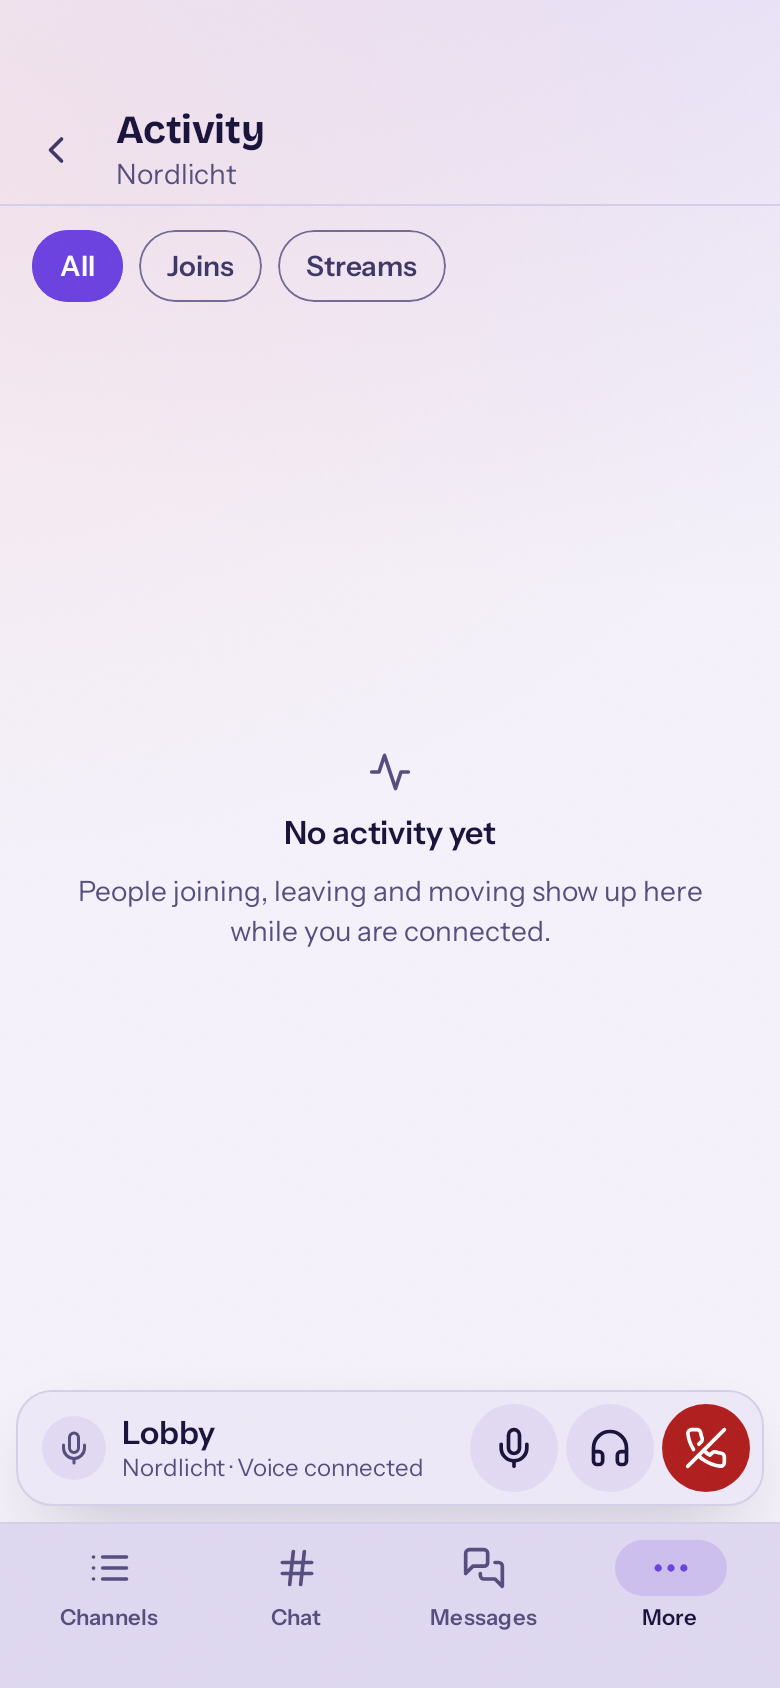 Activity
Nordlicht
All
Joins
Streams
No activity yet
People joining, leaving and moving show up here
while you are connected.
Lobby
Nordlicht · Voice connected
Channels
Chat
Messages
More